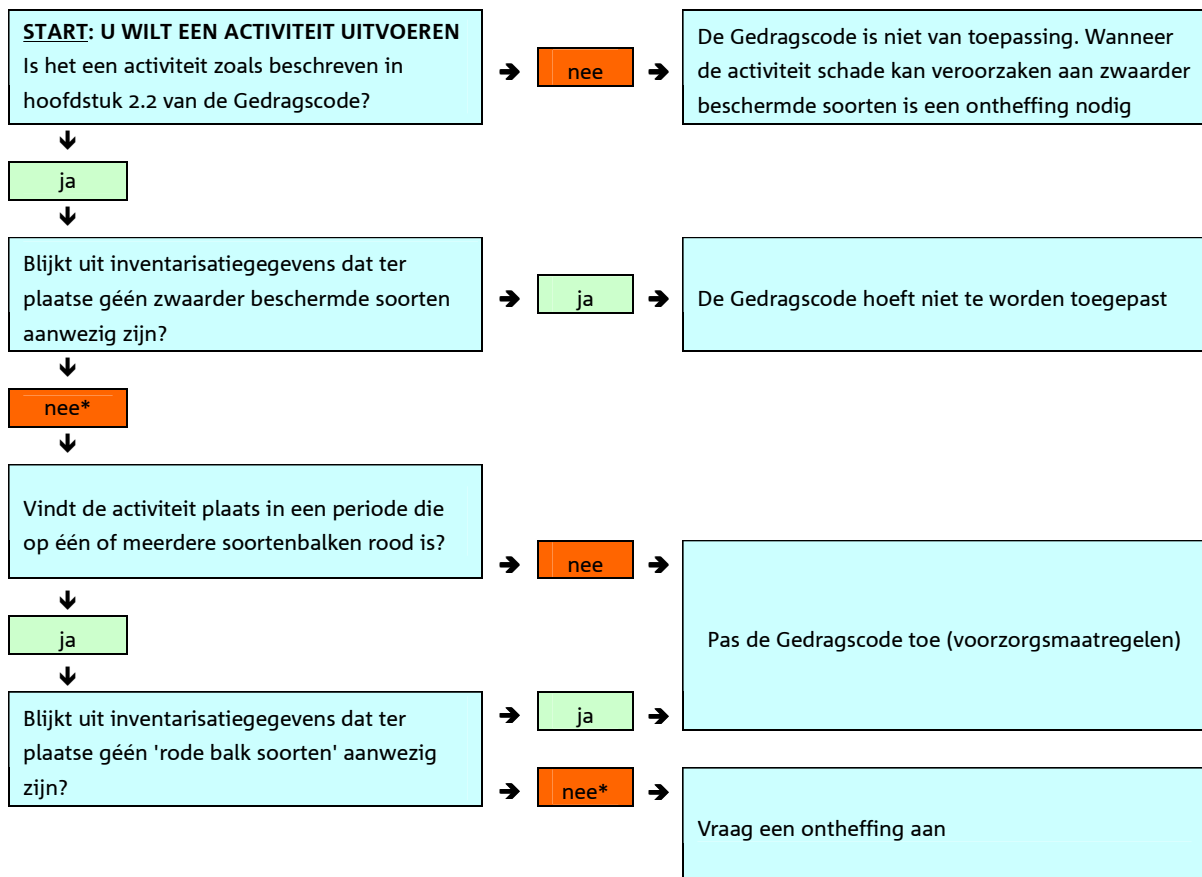 START: U WILT EEN ACTIVITEIT UITVOEREN
Is het een activiteit zoals beschreven in
hoofdstuk 2.2 van de Gedragscode?
nee
De Gedragscode is niet van toepassing. Wanneer
de activiteit schade kan veroorzaken aan zwaarder
beschermde soorten is een ontheffing nodig
ja
Blijkt uit inventarisatiegegevens dat ter
plaatse géén zwaarder beschermde soorten
aanwezig zijn?
ja
De Gedragscode hoeft niet te worden toegepast
nee*
Vindt de activiteit plaats in een periode die
op één of meerdere soortenbalken rood is?
nee
Pas de Gedragscode toe (voorzorgsmaatregelen)
ja
Blijkt uit inventarisatiegegevens dat ter
plaatse géén 'rode balk soorten' aanwezig
zijn?
ja
nee*
Vraag een ontheffing aan